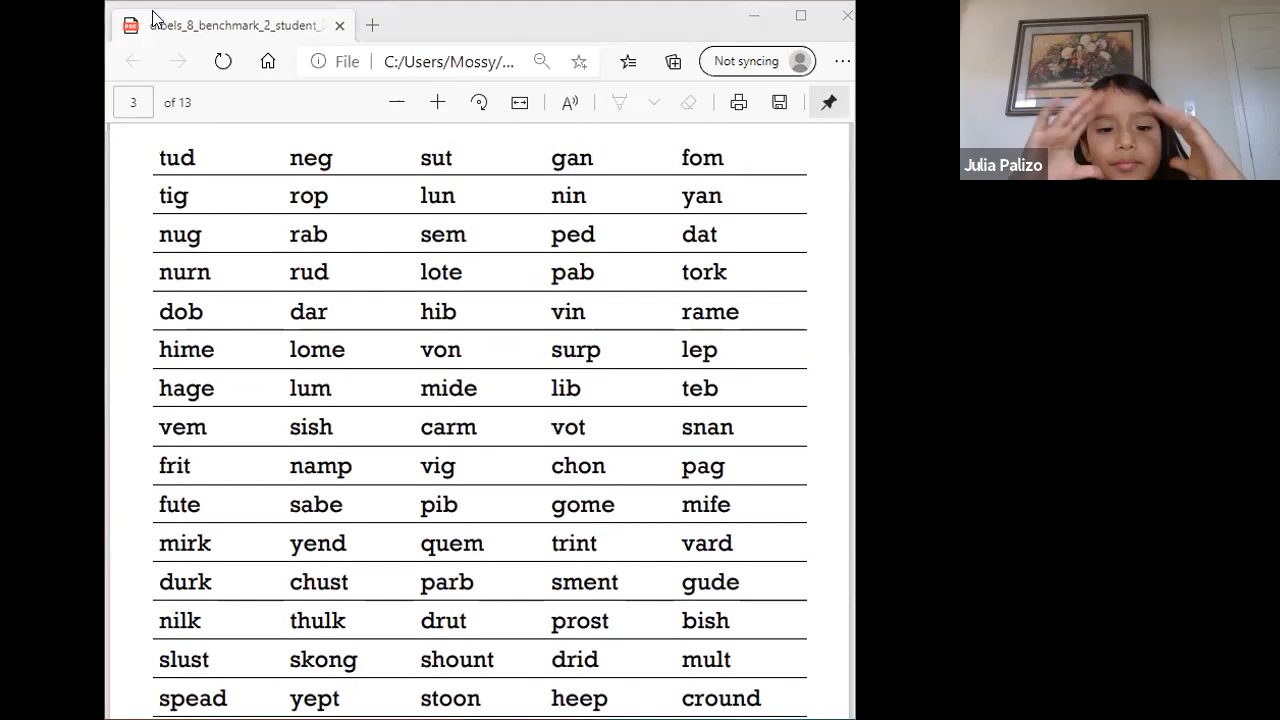 bels_8_benchmark_2_student_
File C:/Users/Mossy/... Not syncing
3 of 13
tud neg sut gan fom
tig rop lun nin yan
nug rab sem ped dat
nurn rud lote pab tork
dob dar hib vin rame
hime lome von surp lep
hage lum mide lib teb
vem sish carm vot snan
frit namp vig chon pag
fute sabe pib gome mife
mirk yend quem trint vard
durk chust parb sment gude
nilk thulk drut prost bish
slust skong shount drid mult
spead yept stoon heep cround
Julia Palizo